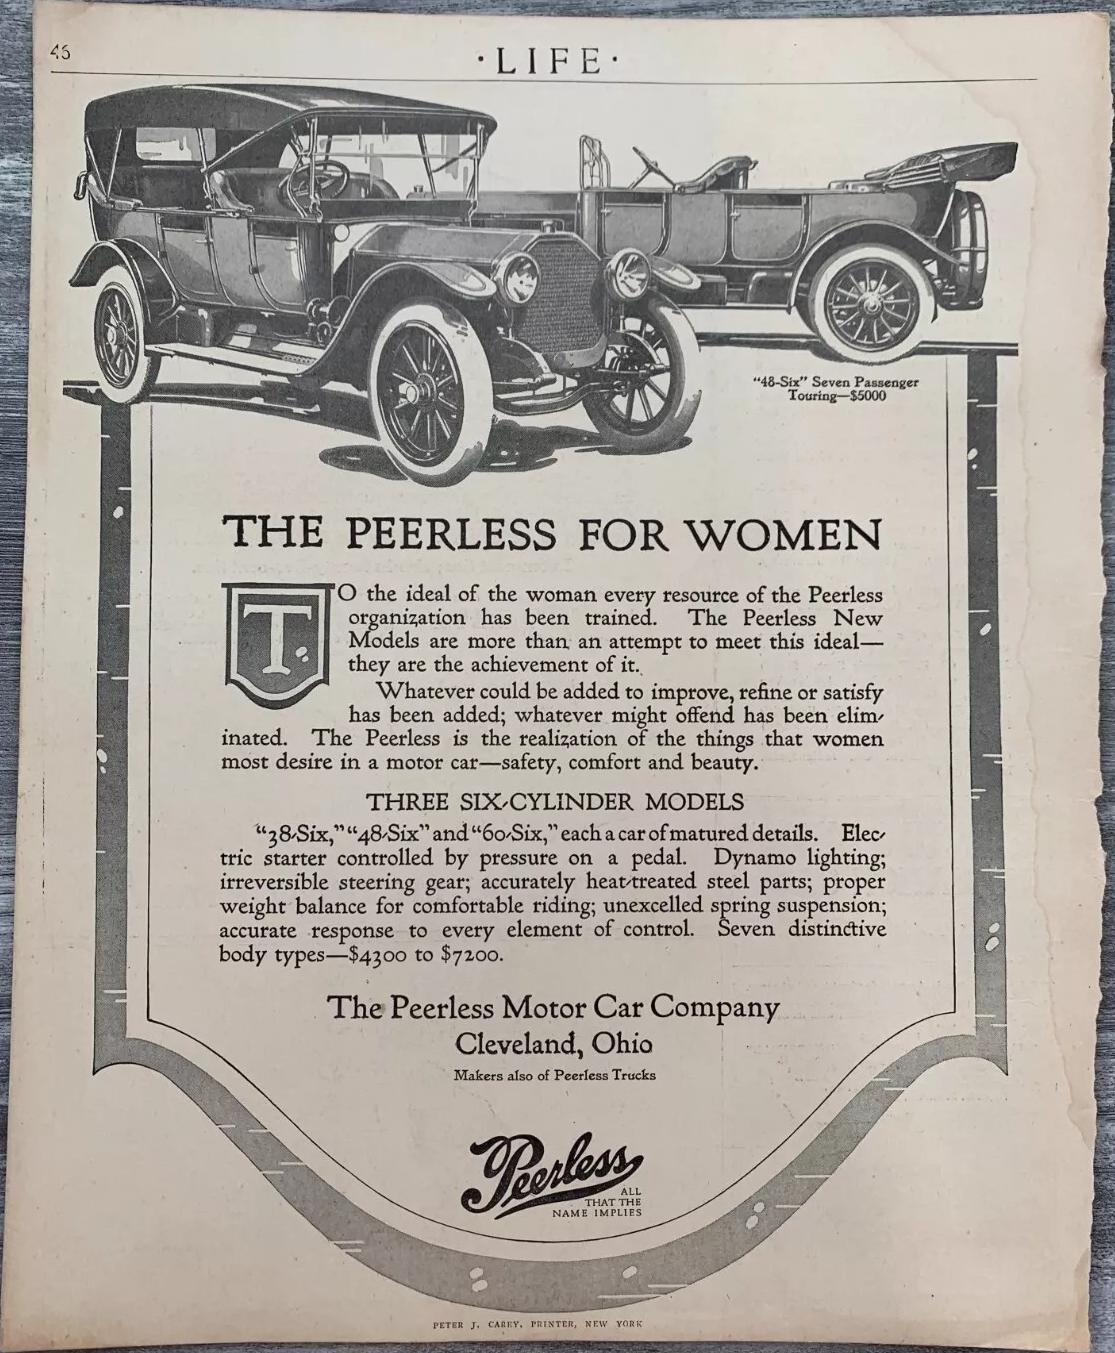 46
·LIFE·
"48-Six" Seven Passenger
Touring—$5000
THE PEERLESS FOR WOMEN
TO the ideal of the woman every resource of the Peerless
organization has been trained. The Peerless New
Models are more than an attempt to meet this ideal—
they are the achievement of it.
Whatever could be added to improve, refine or satisfy
has been added; whatever might offend has been elim-
inated. The Peerless is the realization of the things that women
most desire in a motor car—safety, comfort and beauty.
THREE SIX-CYLINDER MODELS
"38-Six," "48-Six" and "60-Six," each a car of matured details. Elec-
tric starter controlled by pressure on a pedal. Dynamo lighting;
irreversible steering gear; accurately heat-treated steel parts; proper
weight balance for comfortable riding; unexcelled spring suspension;
accurate response to every element of control. Seven distinctive
body types—$4300 to $7200.
The Peerless Motor Car Company
Cleveland, Ohio
Makers also of Peerless Trucks
Peerless
ALL
THAT THE
NAME IMPLIES
PETER J. CAREY, PRINTER, NEW YORK